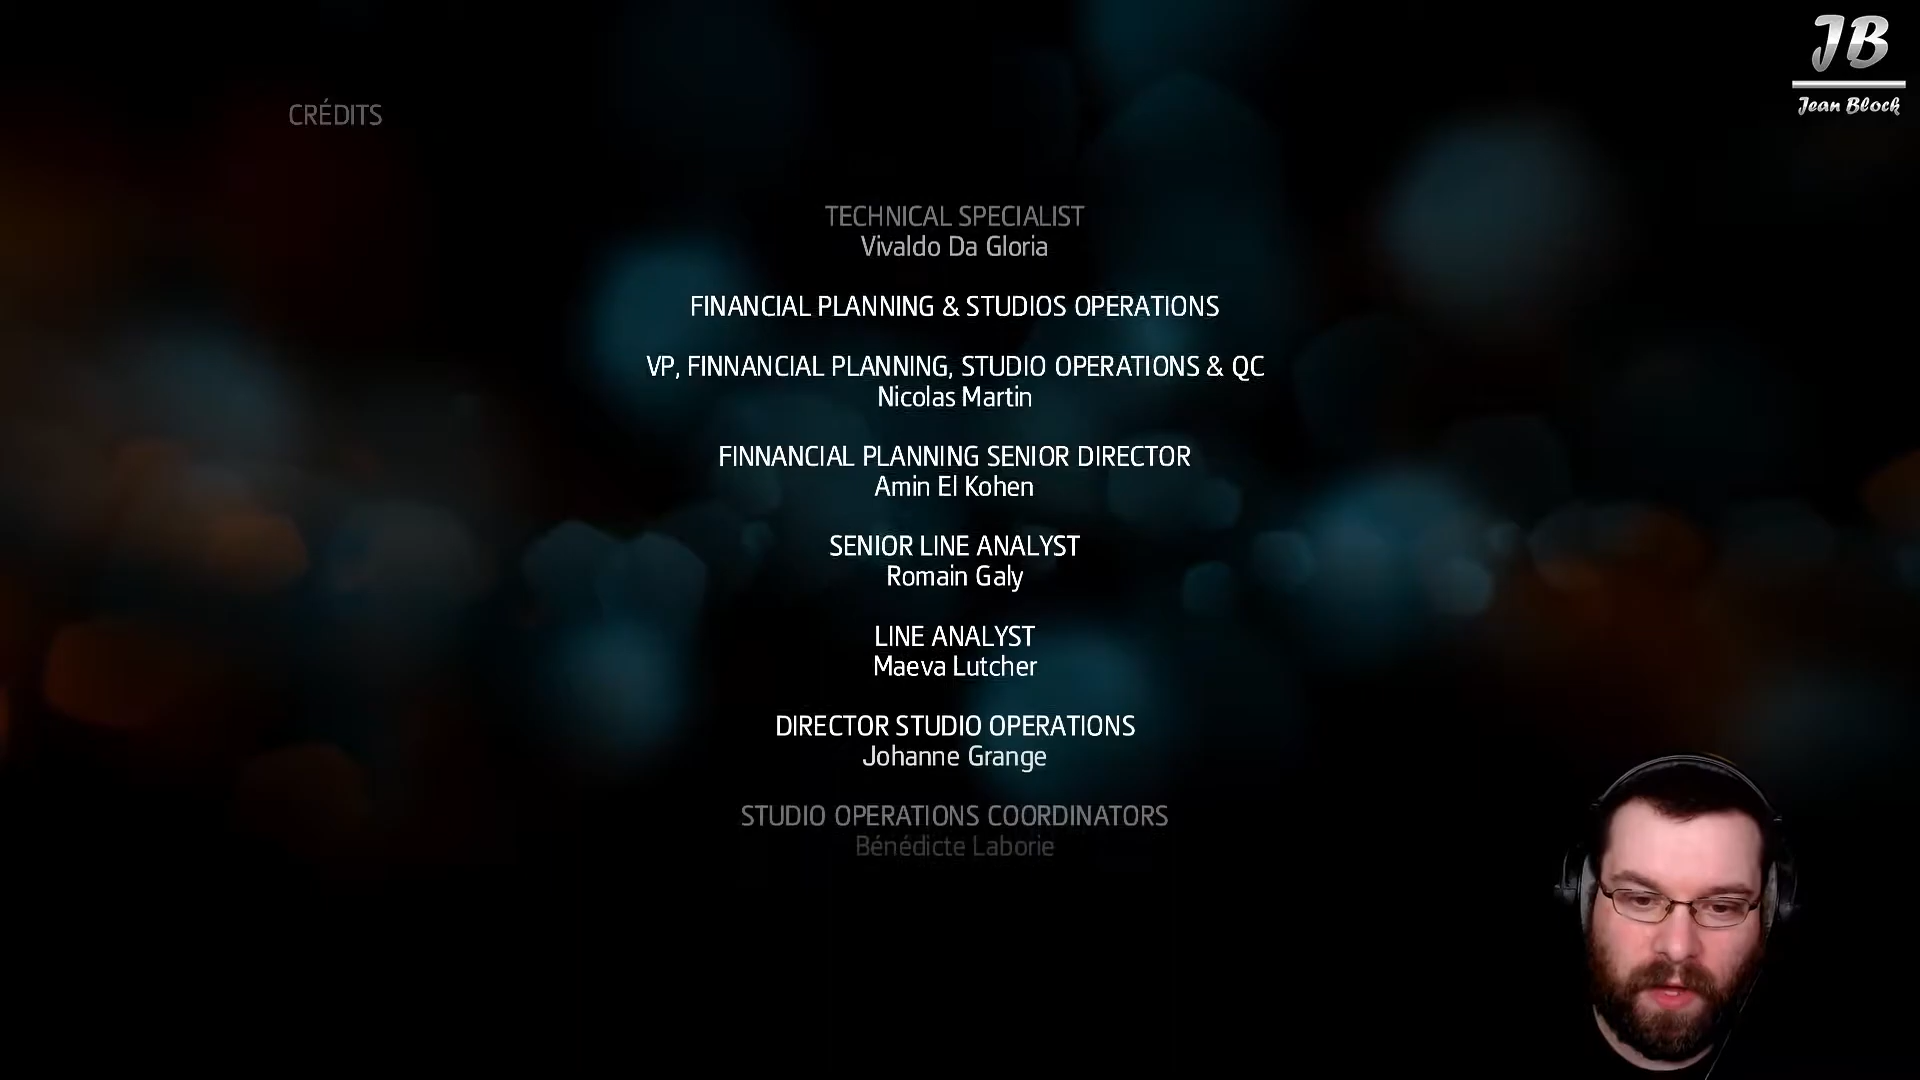 JB
Jean Block
CRÉDITS
TECHNICAL SPECIALIST
Vivaldo Da Gloria
FINANCIAL PLANNING & STUDIOS OPERATIONS
VP, FINNANCIAL PLANNING, STUDIO OPERATIONS & QC
Nicolas Martin
FINNANCIAL PLANNING SENIOR DIRECTOR
Amin El Kohen
SENIOR LINE ANALYST
Romain Galy
LINE ANALYST
Maeva Lutcher
DIRECTOR STUDIO OPERATIONS
Johanne Grange
STUDIO OPERATIONS COORDINATORS
Bénédicte Laborie